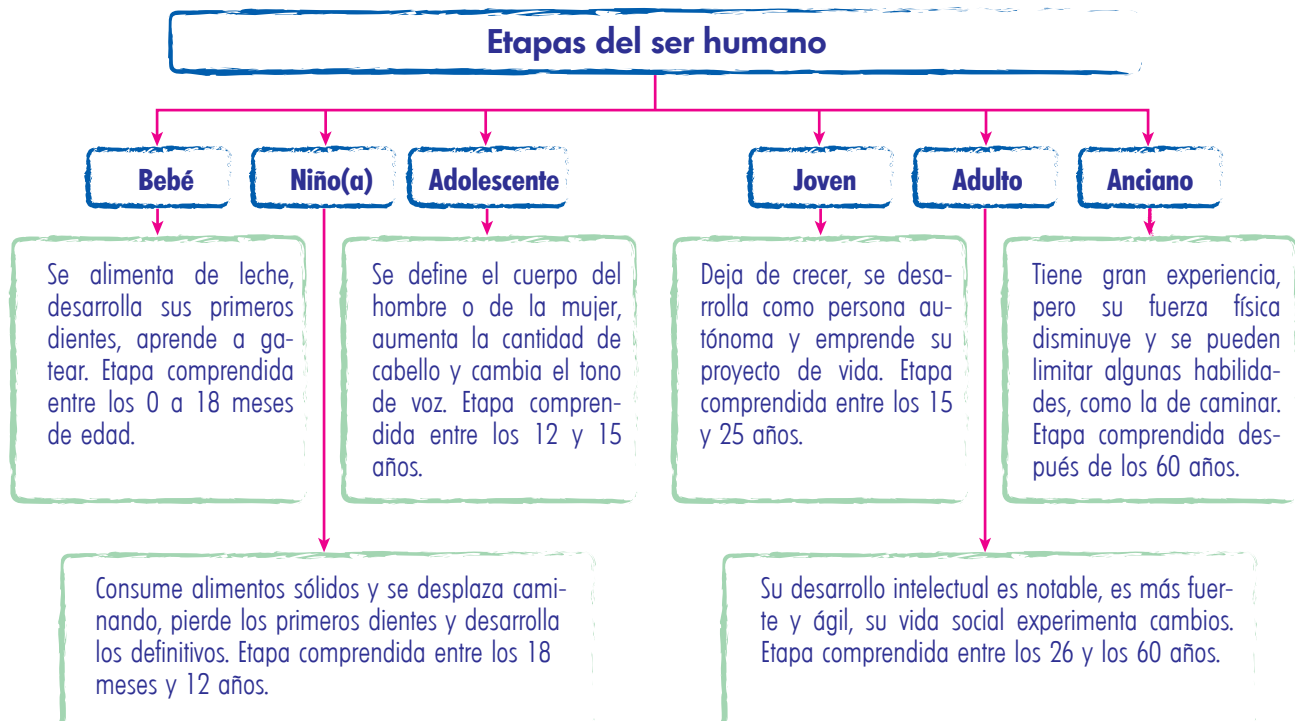 Etapas del ser humano
Bebé
Niño(a)
Adolescente
Joven
Adulto
Anciano
Se alimenta de leche,
desarrolla sus primeros
dientes, aprende a ga-
tear. Etapa comprendida
entre los 0 a 18 meses
de edad.
Se define el cuerpo del
hombre o de la mujer,
aumenta la cantidad de
cabello y cambia el tono
de voz. Etapa compren-
dida entre los 12 y 15
años.
Deja de crecer, se desa-
rrolla como persona au-
tónoma y emprende su
proyecto de vida. Etapa
comprendida entre los 15
y 25 años.
Tiene gran experiencia,
pero su fuerza física
disminuye y se pueden
limitar algunas habilida-
des, como la de caminar.
Etapa comprendida des-
pués de los 60 años.
Consume alimentos sólidos y se desplaza cami-
nando, pierde los primeros dientes y desarrolla
los definitivos. Etapa comprendida entre los 18
meses y 12 años.
Su desarrollo intelectual es notable, es más fuer-
te y ágil, su vida social experimenta cambios.
Etapa comprendida entre los 26 y los 60 años.